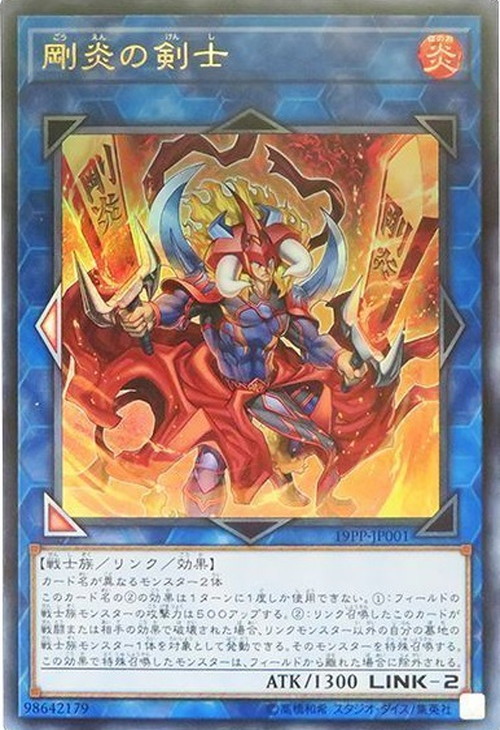 剛炎の剣士
炎
剛炎
剛炎
19PP-JP001
【戦士族／リンク／効果】
カード名が異なるモンスター2体
このカード名の②の効果は1ターンに1度しか使用できない。①：フィールドの
戦士族モンスターの攻撃力は500アップする。②：リンク召喚したこのカードが
戦闘または相手の効果で破壊された場合、リンクモンスター以外の自分の墓地
の戦士族モンスター1体を対象として発動できる。そのモンスターを特殊召喚する。
この効果で特殊召喚したモンスターは、フィールドから離れた場合に除外される。
ATK/1300 LINK-2
98642179
©高橋和希 スタジオ・ダイス/集英社